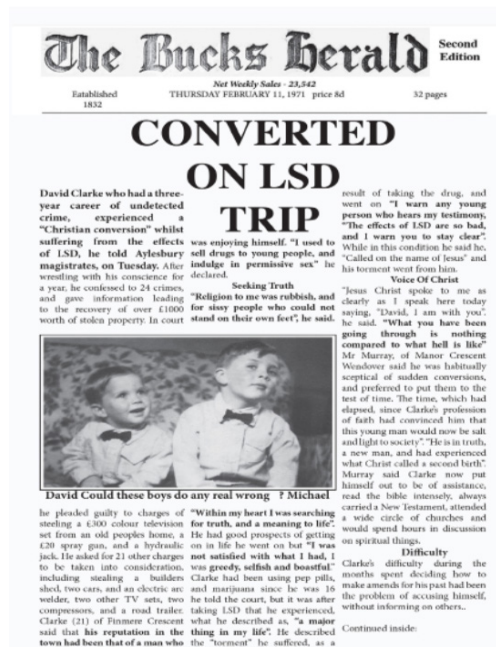 The Bucks Herald
Second
Edition
Net Weekly Sales - 23,542
Eatablished
1832
THURSDAY FEBRUARY 11, 1971 price 8d
32 pages
CONVERTED
ON LSD
TRIP
David Clarke who had a three-
year career of undetected
crime, experienced a
"Christian conversion" whilst
suffering from the effects
of LSD, he told Aylesbury
magistrates, on Tuesday. After
wrestling with his conscience for
a year, he confessed to 24 crimes,
and gave information leading
to the recovery of over £1000
worth of stolen property. In court
was enjoying himself. "I used to
sell drugs to young people, and
indulge in permissive sex" he
declared.
Seeking Truth
"Religion to me was rubbish, and
for sissy people who could not
stand on their own feet", he said.
result of taking the drug, and
went on "I warn any young
person who hears my testimony,
"The effects of LSD are so bad,
and I warn you to stay clear".
While in this condition he said he,
"Called on the name of Jesus" and
his torment went from him.
Voice Of Christ
"Jesus Christ spoke to me as
clearly as I speak here today
saying, "David, I am with you".
he said. "What you have been
going through is nothing
compared to what hell is like"
Mr Murray, of Manor Crescent
Wendover said he was habitually
sceptical of sudden conversions,
and preferred to put them to the
test of time. The time, which had
elapsed, since Clarke's profession
of faith had convinced him that
this young man would now be salt
and light to society". "He is in truth,
a new man, and had experienced
what Christ called a second birth".
Murray said Clarke now put
himself out to be of assistance,
read the bible intensely, always
carried a New Testament, attended
a wide circle of churches and
would spend hours in discussion
on spiritual things.
Difficulty
Clarke's difficulty during the
months spent deciding how to
make amends for his past had been
the problem of accusing himself,
without informing on others..
Continued inside:
David Could these boys do any real wrong ? Michael
he pleaded guilty to charges of
steeling a £300 colour television
set from an old peoples home, a
£20 spray gun, and a hydraulic
jack. He asked for 21 other charges
to be taken into consideration,
including stealing a builders
shed, two cars, and an electric arc
welder, two other TV sets, two
compressors, and a road trailer.
Clarke (21) of Finmere Crescent
said that his reputation in the
town had been that of a man who
"Within my heart I was searching
for truth, and a meaning to life".
He had good prospects of getting
on in life he went on but "I was
not satisfied with what I had, I
was greedy, selfish and boastful."
Clarke had been using pep pills,
and marijuana since he was 16
he told the court, but it was after
taking LSD that he experienced,
what he described as, "a major
thing in my life". He described
the "torment" he suffered, as a